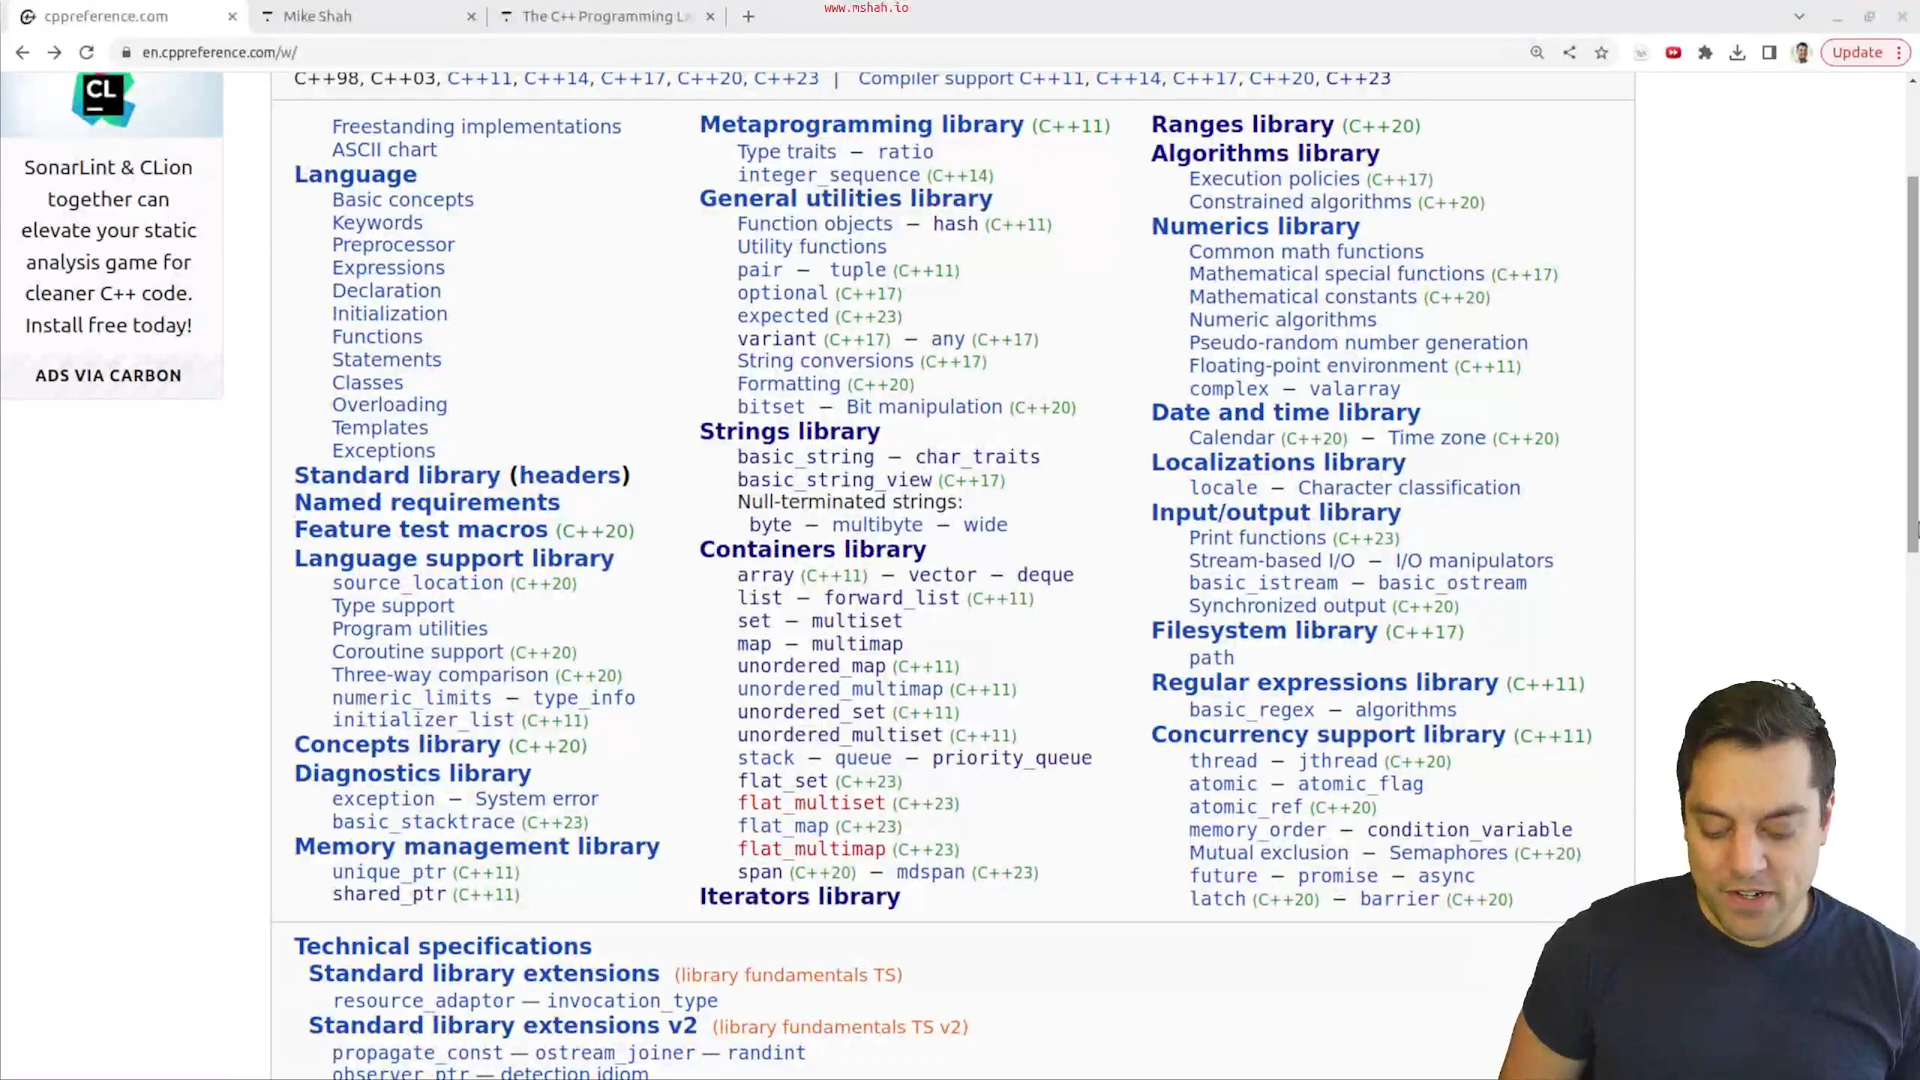 cppreference.com
Mike Shah
The C++ Programming La
www.mshah.io
en.cppreference.com/w/
Update
CL
SonarLint & CLion
together can
elevate your static
analysis game for
cleaner C++ code.
Install free today!
ADS VIA CARBON
C++98, C++03, C++11, C++14, C++17, C++20, C++23 | Compiler support C++11, C++14, C++17, C++20, C++23
Freestanding implementations
ASCII chart
Language
Basic concepts
Keywords
Preprocessor
Expressions
Declaration
Initialization
Functions
Statements
Classes
Overloading
Templates
Exceptions
Standard library (headers)
Named requirements
Feature test macros (C++20)
Language support library
source_location (C++20)
Type support
Program utilities
Coroutine support (C++20)
Three-way comparison (C++20)
numeric_limits − type_info
initializer_list (C++11)
Concepts library (C++20)
Diagnostics library
exception − System error
basic_stacktrace (C++23)
Memory management library
unique_ptr (C++11)
shared_ptr (C++11)
Metaprogramming library (C++11)
Type traits − ratio
integer_sequence (C++14)
General utilities library
Function objects − hash (C++11)
Utility functions
pair − tuple (C++11)
optional (C++17)
expected (C++23)
variant (C++17) − any (C++17)
String conversions (C++17)
Formatting (C++20)
bitset − Bit manipulation (C++20)
Strings library
basic_string − char_traits
basic_string_view (C++17)
Null-terminated strings:
byte − multibyte − wide
Containers library
array (C++11) − vector − deque
list − forward_list (C++11)
set − multiset
map − multimap
unordered_map (C++11)
unordered_multimap (C++11)
unordered_set (C++11)
unordered_multiset (C++11)
stack − queue − priority_queue
flat_set (C++23)
flat_multiset (C++23)
flat_map (C++23)
flat_multimap (C++23)
span (C++20) − mdspan (C++23)
Iterators library
Ranges library (C++20)
Algorithms library
Execution policies (C++17)
Constrained algorithms (C++20)
Numerics library
Common math functions
Mathematical special functions (C++17)
Mathematical constants (C++20)
Numeric algorithms
Pseudo-random number generation
Floating-point environment (C++11)
complex − valarray
Date and time library
Calendar (C++20) − Time zone (C++20)
Localizations library
locale − Character classification
Input/output library
Print functions (C++23)
Stream-based I/O − I/O manipulators
basic_istream − basic_ostream
Synchronized output (C++20)
Filesystem library (C++17)
path
Regular expressions library (C++11)
basic_regex − algorithms
Concurrency support library (C++11)
thread − jthread (C++20)
atomic − atomic_flag
atomic_ref (C++20)
memory_order − condition_variable
Mutual exclusion − Semaphores (C++20)
future − promise − async
latch (C++20) − barrier (C++20)
Technical specifications
Standard library extensions (library fundamentals TS)
resource_adaptor — invocation_type
Standard library extensions v2 (library fundamentals TS v2)
propagate_const — ostream_joiner — randint
observer_ptr — detection idiom